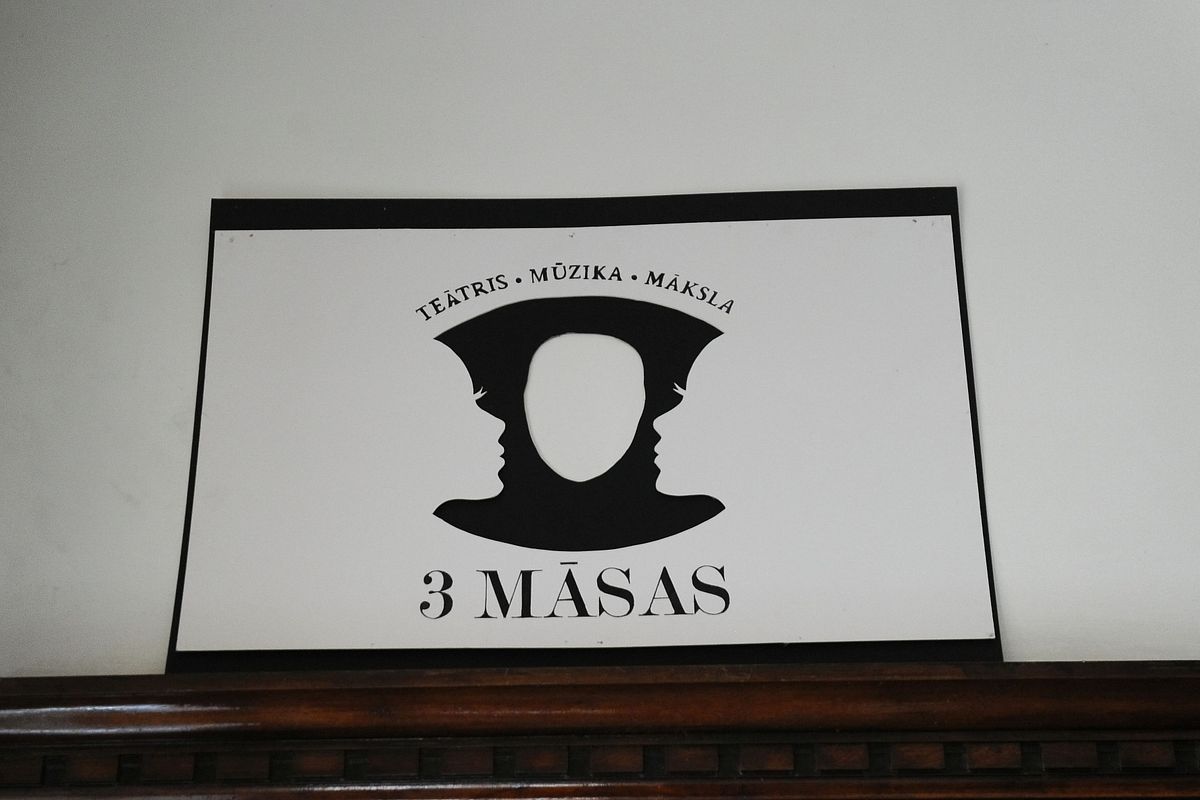 TEĀTRIS • MŪZIKA • MĀKSLA
3 MĀSAS